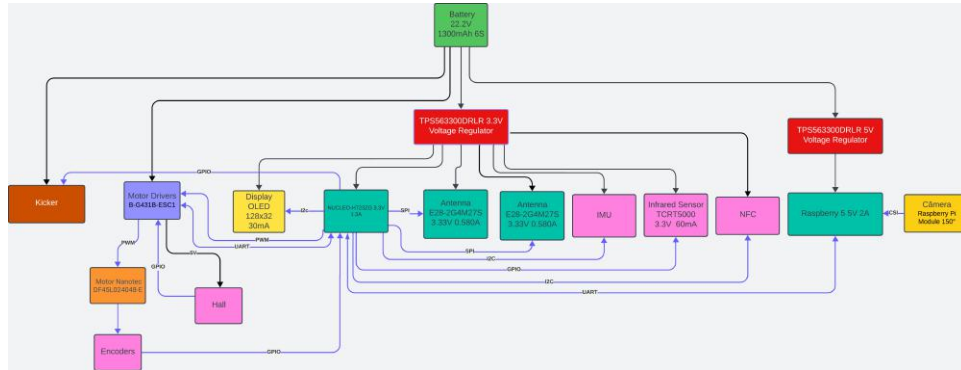 Battery
22.2V
1300mAh 6S
TPS563300DRLR 3.3V
Voltage Regulator
TPS563300DRLR 5V
Voltage Regulator
GPIO
Kicker
Motor Drivers
B-G431B-ESC1
Display
OLED
128x32
30mA
I2c
3.3V
SPI
Antenna
E28-2G4M27S
3.33V 0.580A
Antenna
E28-2G4M27S
3.33V 0.580A
IMU
Infrared Sensor
TCRT5000
3.3V 60mA
NFC
Raspberry 5.5V 2A
CSI
Câmera
Raspberry Pi
Module 150°
PWM
UART
SPI
I2C
GPIO
I2C
UART
PWM
5V
GPIO
Motor Nanotec
Hall
Encoders
GPIO